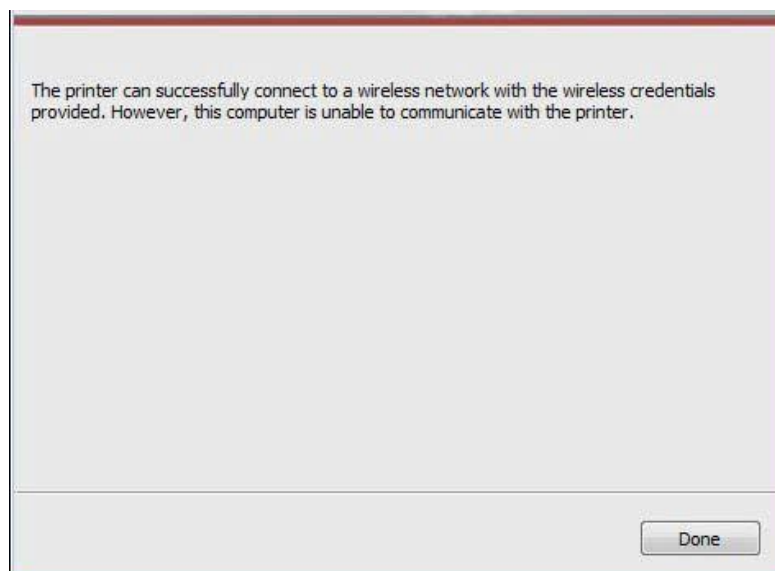 The printer can successfully connect to a wireless network with the wireless credentials
provided. However, this computer is unable to communicate with the printer.
Done